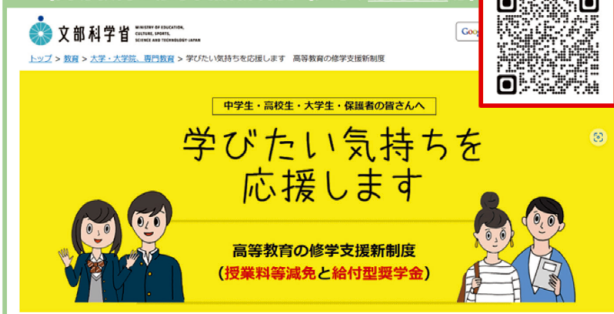 文部科学省
MINISTRY OF EDUCATION,
CULTURE, SPORTS,
SCIENCE AND TECHNOLOGY-JAPAN
Goo
トップ > 教育 > 大学・大学院、専門教育 > 学びたい気持ちを応援します 高等教育の修学支援新制度
中学生・高校生・大学生・保護者の皆さんへ
学びたい気持ちを
応援します
高等教育の修学支援新制度
(授業料等減免と給付型奨学金)